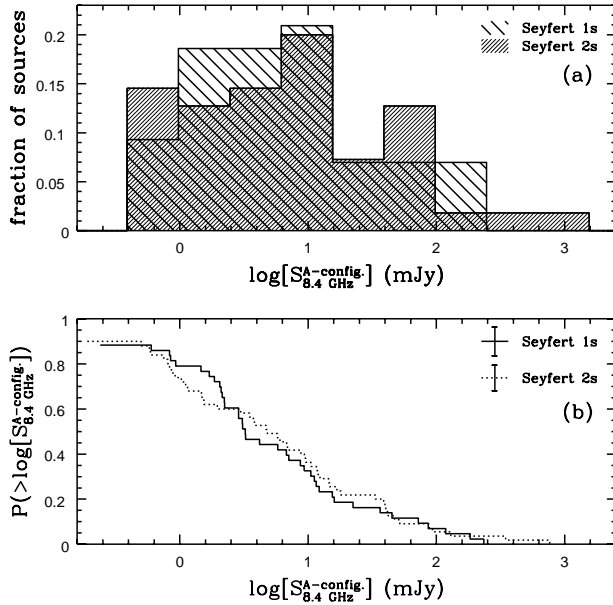 0.2
0.15
0.1
0.05
0
fraction of sources
Seyfert 1s
Seyfert 2s
(a)
0 1 2 3
log[S^{A-config.}_{8.4 GHz}] (mJy)
1
0.8
0.6
0.4
0.2
0
P(>log[S^{A-config.}_{8.4 GHz}])
Seyfert 1s
Seyfert 2s
(b)
0 1 2 3
log[S^{A-config.}_{8.4 GHz}] (mJy)